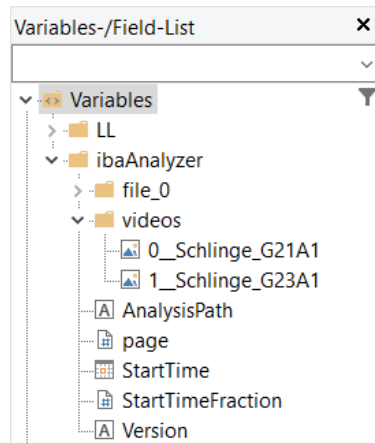 Variables-/Field-List
Variables
LL
ibaAnalyzer
file_0
videos
0__Schlinge_G21A1
1__Schlinge_G23A1
AnalysisPath
page
StartTime
StartTimeFraction
Version